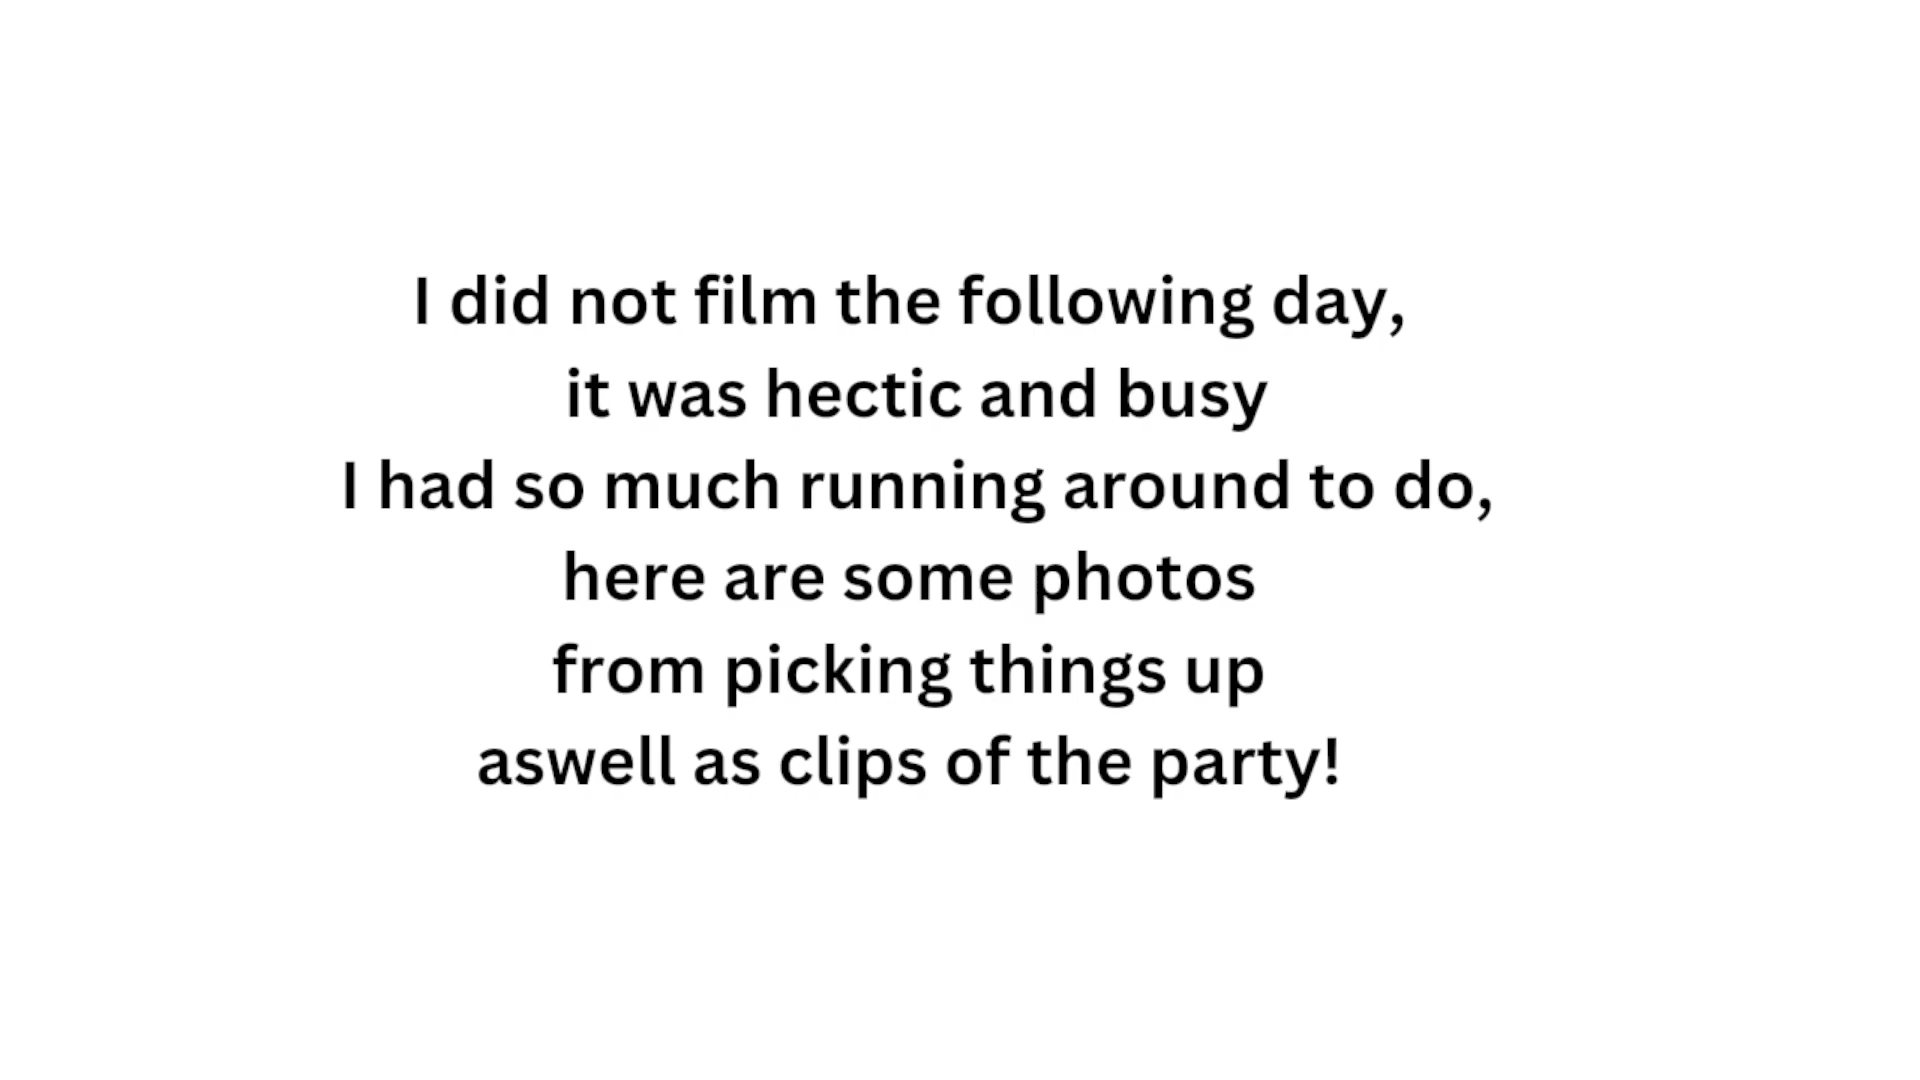 I did not film the following day,
it was hectic and busy
I had so much running around to do,
here are some photos
from picking things up
aswell as clips of the party!